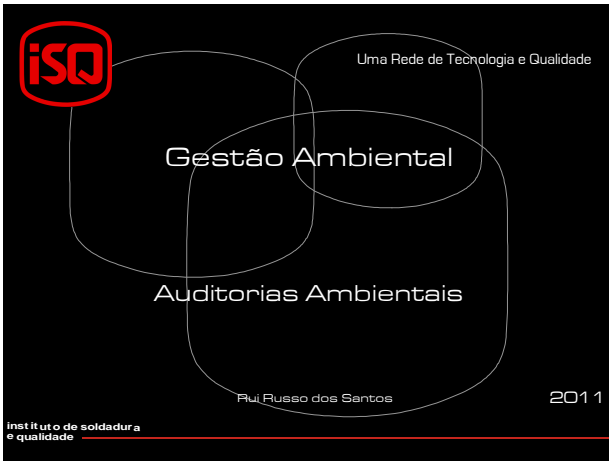 iSQ
Uma Rede de Tecnologia e Qualidade
Gestão Ambiental
Auditorias Ambientais
Rui Russo dos Santos
2011
instituto de soldadura
e qualidade